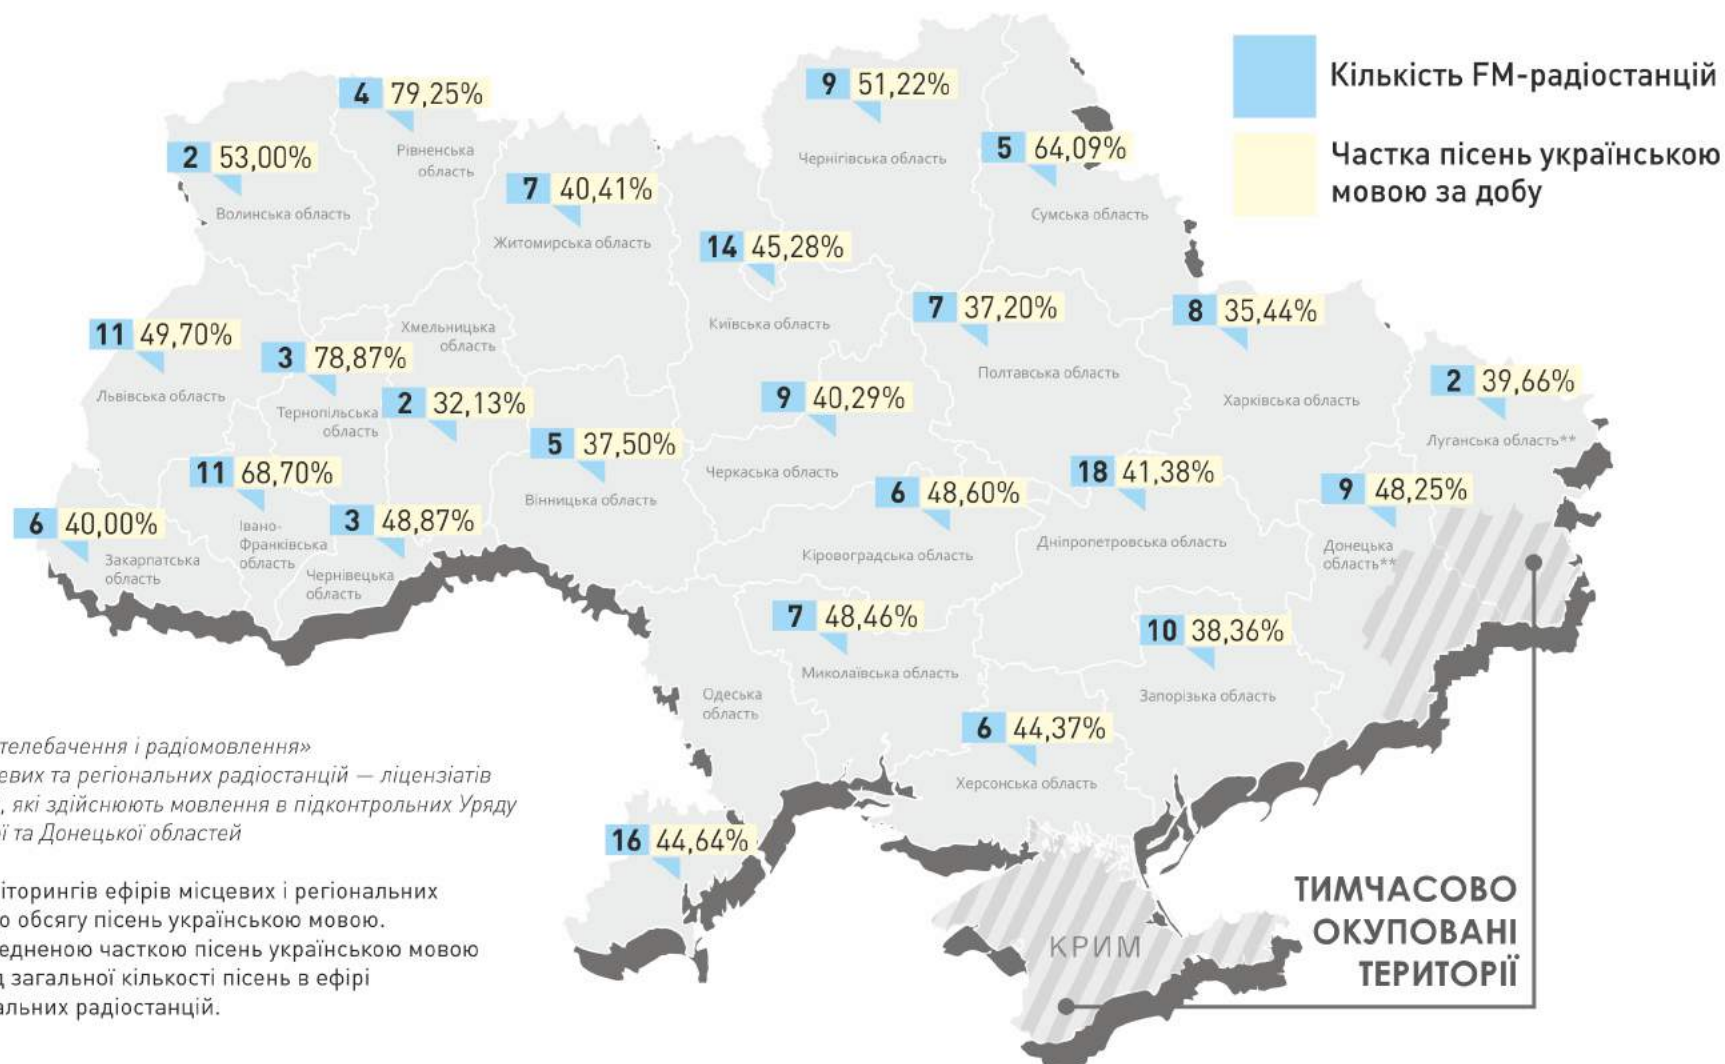 Кількість FM-радіостанцій
Частка пісень українською
мовою за добу
9 51,22%
Чернігівська область
4 79,25%
Рівненська
область
2 53,00%
Волинська область
5 64,09%
Сумська область
7 40,41%
Житомирська область
14 45,28%
Київська область
7 37,20%
Полтавська область
8 35,44%
Харківська область
11 49,70%
Львівська область
3 78,87%
Тернопільська
область
Хмельницька
область
2 32,13%
2 39,66%
Луганська область**
9 40,29%
Черкаська область
5 37,50%
Вінницька область
11 68,70%
Івано-
Франківська
область
18 41,38%
Дніпропетровська область
6 48,60%
Кіровоградська область
9 48,25%
Донецька
область**
6 40,00%
Закарпатська
область
3 48,87%
Чернівецька
область
7 48,46%
Миколаївська область
10 38,36%
Запорізька область
Одеська
область
6 44,37%
Херсонська область
16 44,64%
телебачення і радіомовлення»
евих та регіональних радіостанцій — ліцензіатів
, які здійснюють мовлення в підконтрольних Уряду
ї та Донецької областей
іторингів ефірів місцевих і регіональних
о обсягу пісень українською мовою.
едненою часткою пісень українською мовою
д загальної кількості пісень в ефірі
альних радіостанцій.
КРИМ
ТИМЧАСОВО
ОКУПОВАНІ
ТЕРИТОРІЇ